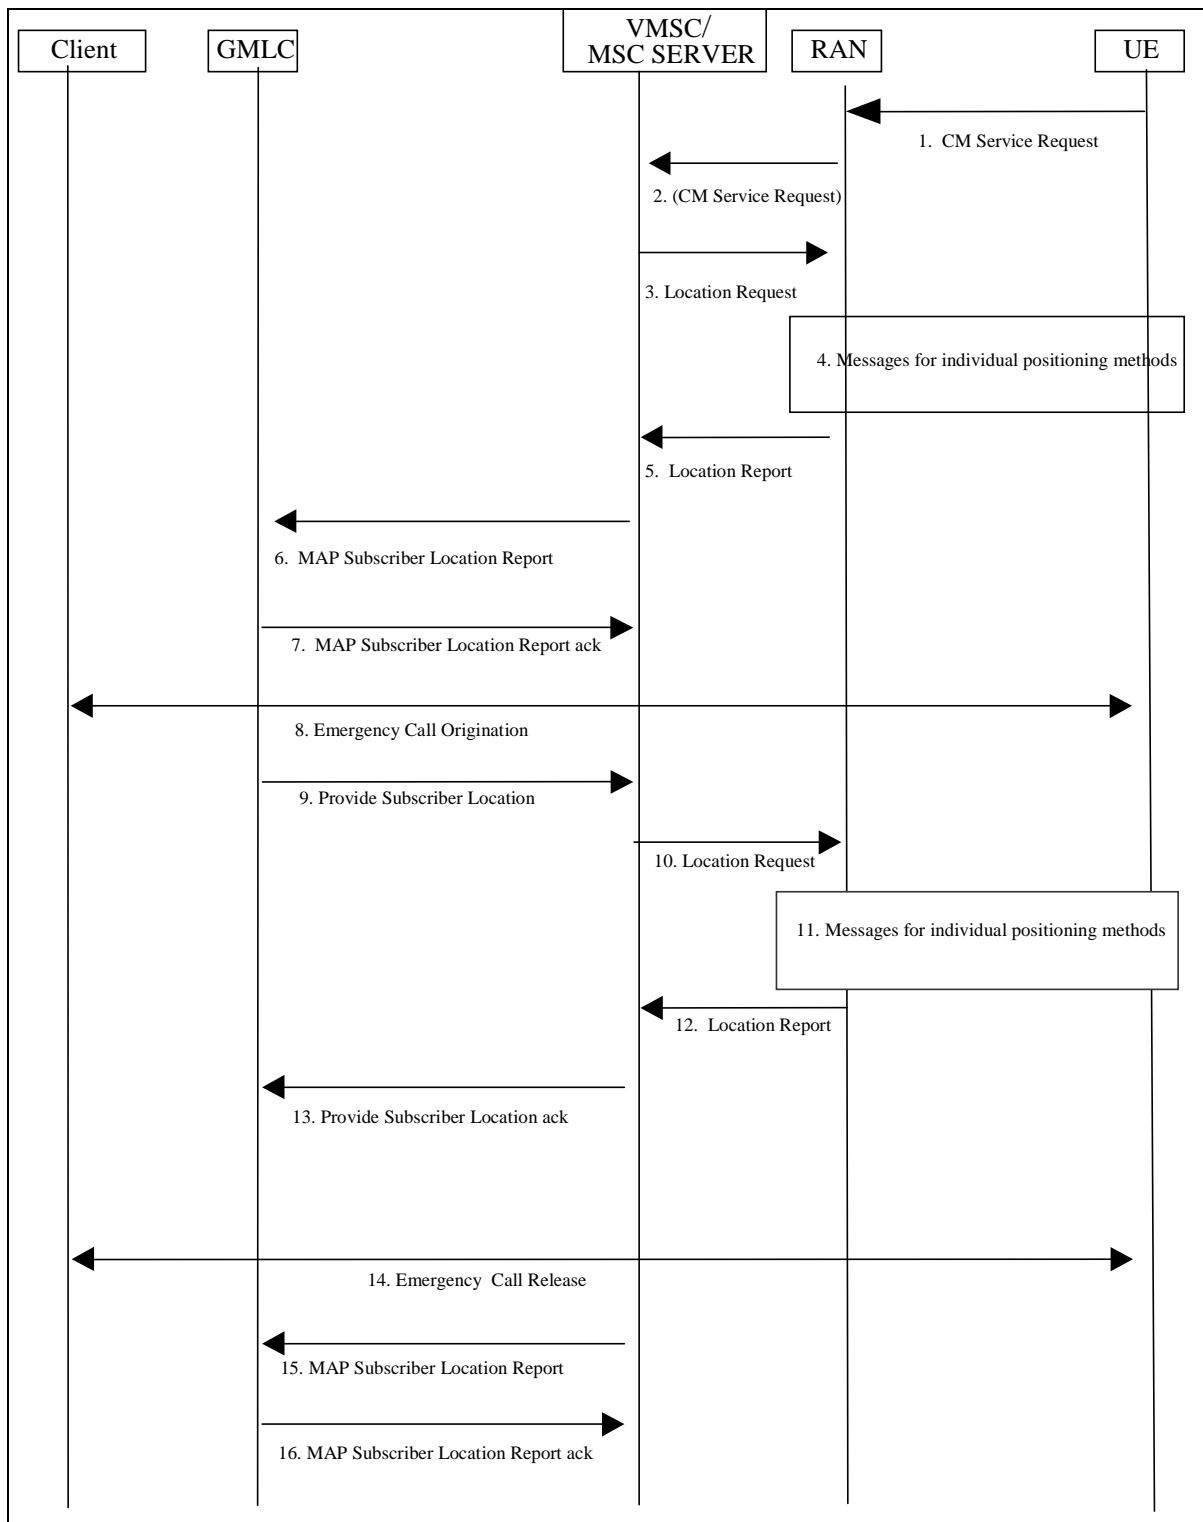 Client
GMLC
VMSC/
MSC SERVER
RAN
UE
1. CM Service Request
2. (CM Service Request)
3. Location Request
4. Messages for individual positioning methods
5. Location Report
6. MAP Subscriber Location Report
7. MAP Subscriber Location Report ack
8. Emergency Call Origination
9. Provide Subscriber Location
10. Location Request
11. Messages for individual positioning methods
12. Location Report
13. Provide Subscriber Location ack
14. Emergency Call Release
15. MAP Subscriber Location Report
16. MAP Subscriber Location Report ack